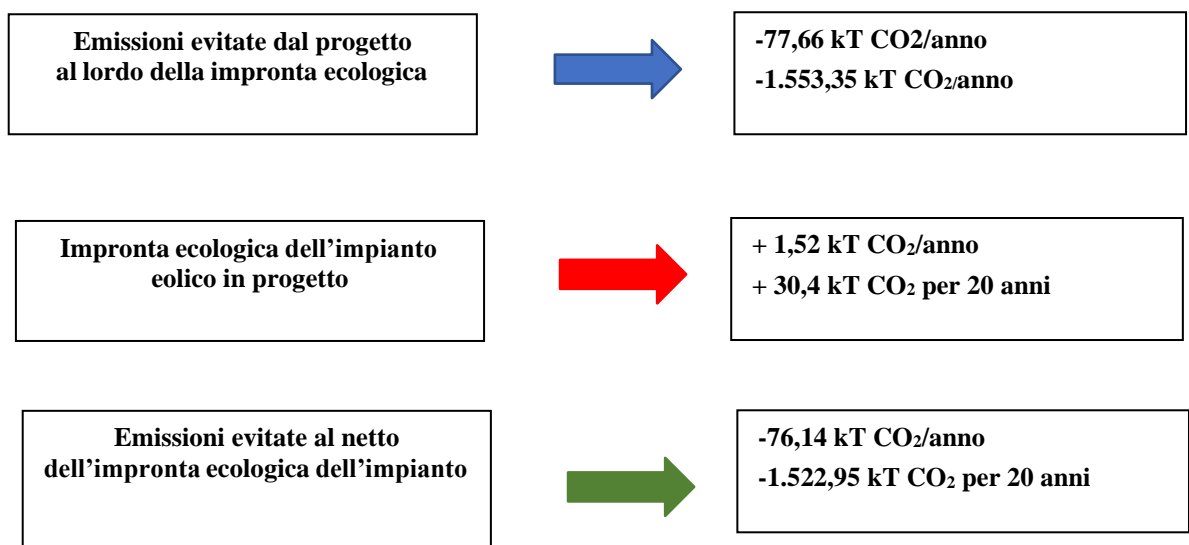 Emissioni evitate dal progetto
al lordo della impronta ecologica
-77,66 kT CO2/anno
-1.553,35 kT CO2/anno
Impronta ecologica dell’impianto
eolico in progetto
+ 1,52 kT CO2/anno
+ 30,4 kT CO2 per 20 anni
Emissioni evitate al netto
dell’impronta ecologica dell’impianto
-76,14 kT CO2/anno
-1.522,95 kT CO2 per 20 anni